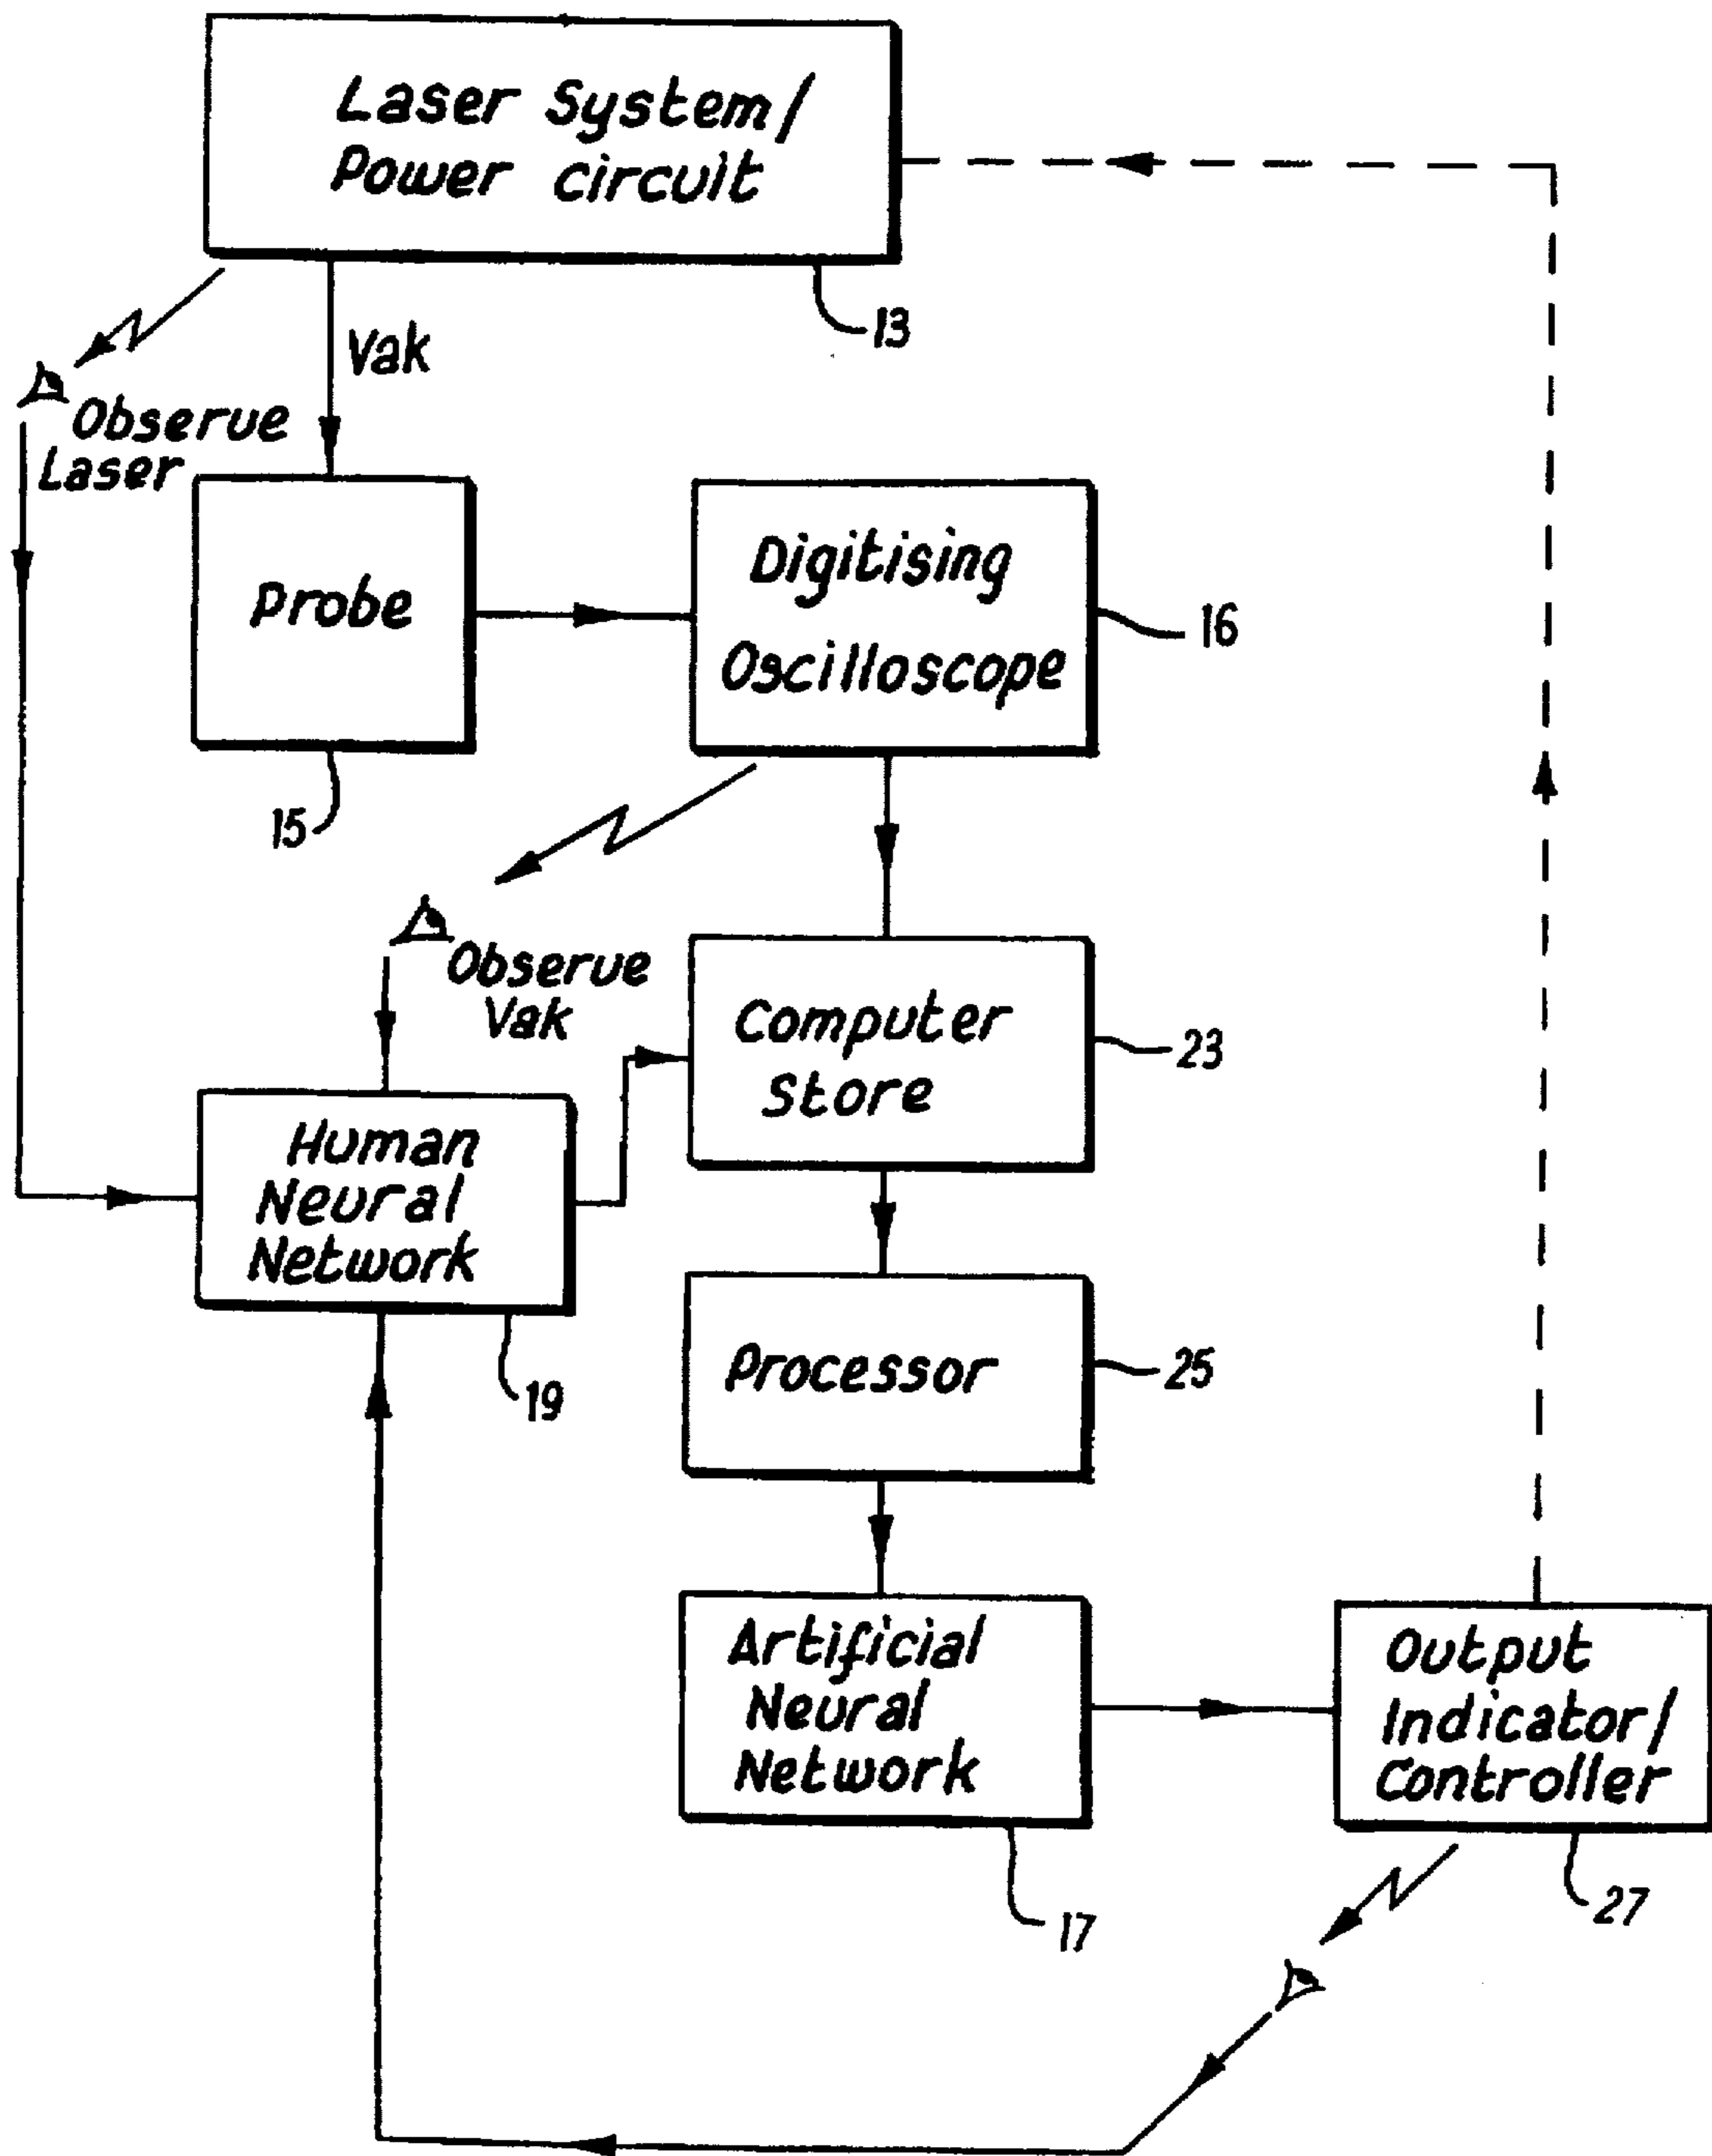 Laser System/
Power circuit
13
Vak
Observe
Laser
Probe
15
Digitising
Oscilloscope
16
Observe
Vak
Computer
Store
23
Human
Neural
Network
19
Processor
25
Artificial
Neural
Network
17
Output
Indicator/
Controller
27